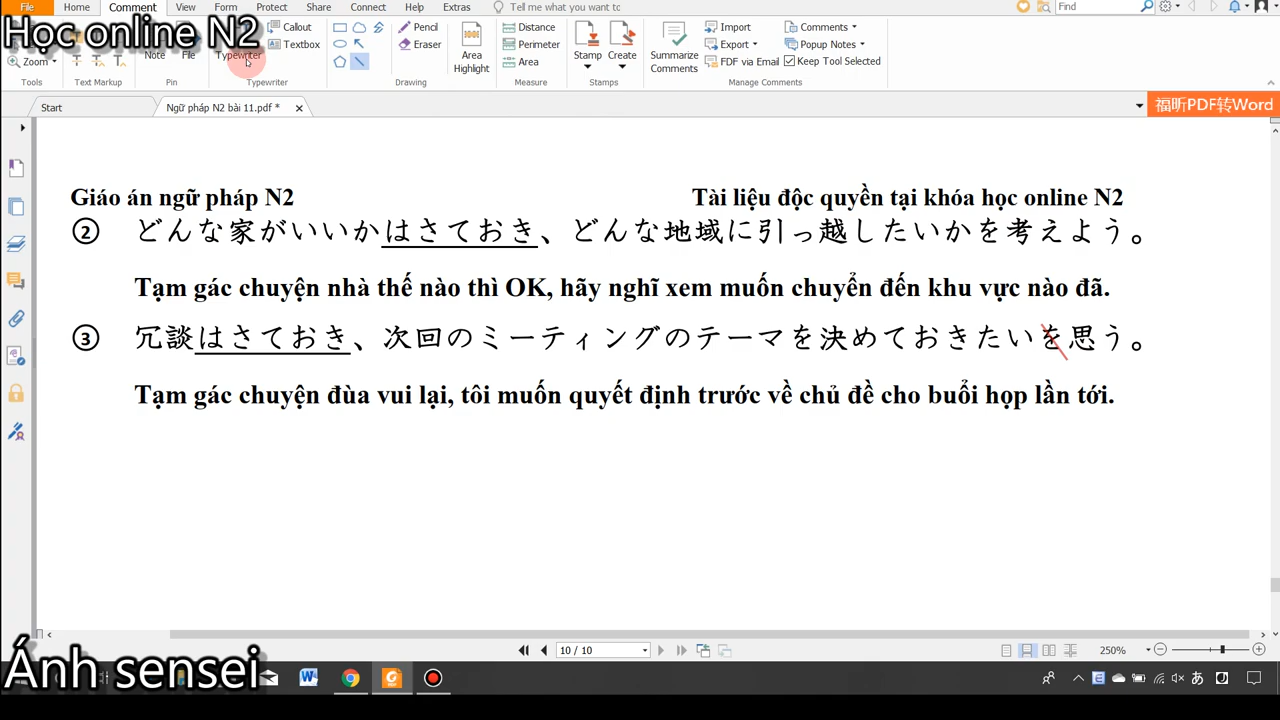 File Home Comment View Form Protect Share Connect Help Extras Tell me what you want to Find
Học online N2
Callout Pencil Distance Import Comments
Textbox Eraser Perimeter Export Popup Notes
Zoom Note File Typewriter Area Highlight Area Stamp Create Summarize Comments FDF via Email Keep Tool Selected
Tools Text Markup Pin Typewriter Drawing Measure Stamps Manage Comments
Start Ngữ pháp N2 bài 11.pdf * 福昕PDF转Word
Giáo án ngữ pháp N2 Tài liệu độc quyền tại khóa học online N2
② どんな家がいいかはさておき、どんな地域に引っ越したいかを考えよう。
Tạm gác chuyện nhà thế nào thì OK, hãy nghĩ xem muốn chuyển đến khu vực nào đã.
③ 冗談はさておき、次回のミーティングのテーマを決めておきたいを思う。
Tạm gác chuyện đùa vui lại, tôi muốn quyết định trước về chủ đề cho buổi họp lần tới.
10 / 10 250%
Ánh sensei
あ